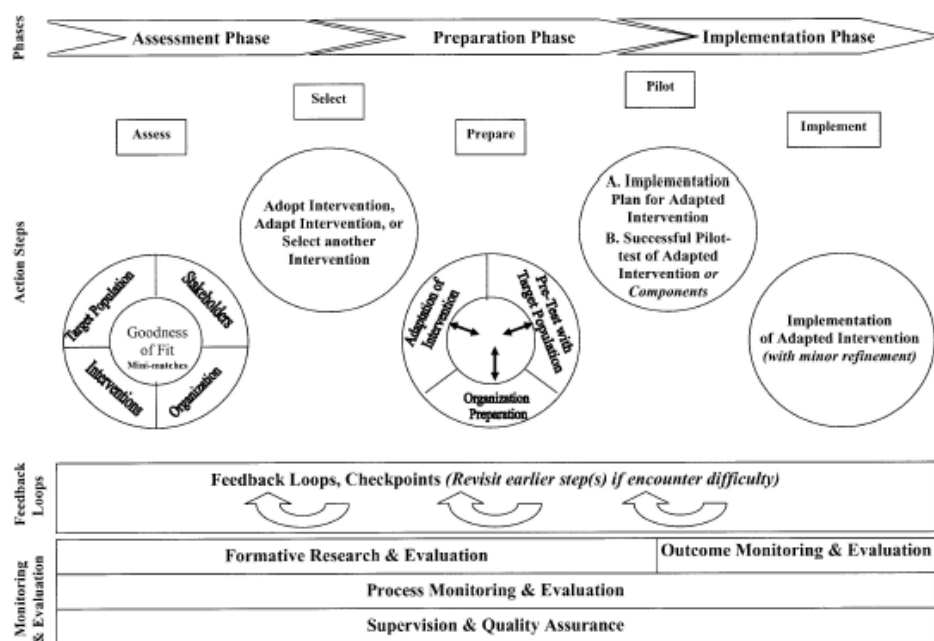 Phases
Assessment Phase
Preparation Phase
Implementation Phase
Action Steps
Assess
Select
Prepare
Pilot
Implement
Target Population
Stakeholders
Interventions
Organization
Goodness
of Fit
Mini-matches
Adopt Intervention,
Adapt Intervention, or
Select another
Intervention
Adaptation of
Intervention
Pre-Test with
Target Population
Organization
Preparation
A. Implementation
Plan for Adapted
Intervention
B. Successful Pilot-
test of Adapted
Intervention or
Components
Implementation
of Adapted Intervention
(with minor refinement)
Feedback
Loops
Feedback Loops, Checkpoints (Revisit earlier step(s) if encounter difficulty)
Monitoring
& Evaluation
Formative Research & Evaluation
Outcome Monitoring & Evaluation
Process Monitoring & Evaluation
Supervision & Quality Assurance